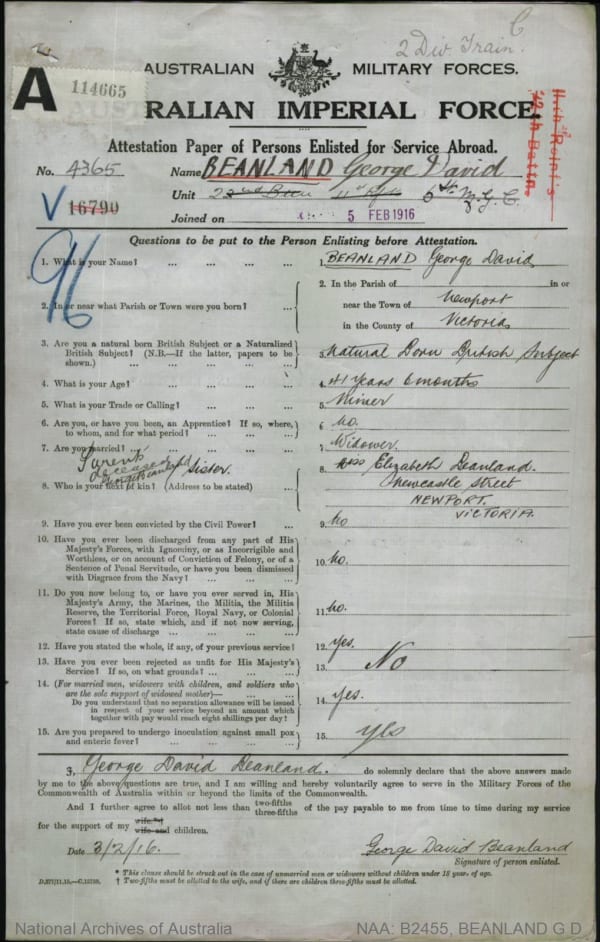 2 Div Train C
A 114665
AUSTRALIAN MILITARY FORCES.
RALIAN IMPERIAL FORCE
11th Reinf's
22nd Battn.
Attestation Paper of Persons Enlisted for Service Abroad.
No. 4365 Name BEANLAND George David
V 16790 Unit 22nd Bn 11th Rfts 6th M.G.C.
Joined on 5 FEB 1916
96
Questions to be put to the Person Enlisting before Attestation.
1. What is your Name? ... ... ... 1. BEANLAND George David
2. In or near what Parish or Town were you born? ... 2. In the Parish of in or
near the Town of Newport
in the County of Victoria
3. Are you a natural born British Subject or a Naturalized
British Subject? (N.B.—If the latter, papers to be
shown.) ... ... ... ... 3. Natural Born British Subject
4. What is your Age? ... ... ... 4. 41 years 6 months
5. What is your Trade or Calling? ... ... ... 5. Miner
6. Are you, or have you been, an Apprentice? If so, where,
to whom, and for what period? ... ... ... 6. no.
7. Are you married? ... ... 7. Widower.
Parents deceased George Beanland Sister.
8. Who is your next of kin? (Address to be stated) ... 8. Miss Elizabeth Beanland.
Newcastle Street
NEWPORT.
VICTORIA.
9. Have you ever been convicted by the Civil Power? ... 9. no
10. Have you ever been discharged from any part of His
Majesty's Forces, with Ignominy, or as Incorrigible and
Worthless, or on account of Conviction of Felony, or of a
Sentence of Penal Servitude, or have you been dismissed
with Disgrace from the Navy? ... ... ... 10. no.
11. Do you now belong to, or have you ever served in, His
Majesty's Army, the Marines, the Militia, the Militia
Reserve, the Territorial Force, Royal Navy, or Colonial
Forces? If so, state which, and if not now serving,
state cause of discharge ... ... ... ... 11. no.
12. Have you stated the whole, if any, of your previous service? 12. yes.
13. Have you ever been rejected as unfit for His Majesty's
Service? If so, on what grounds? ... ... ... 13. No
14. (For married men, widowers with children, and soldiers who
are the sole support of widowed mother)—
Do you understand that no separation allowance will be issued
in respect of your service beyond an amount which
together with pay would reach eight shillings per day? 14. yes.
15. Are you prepared to undergo inoculation against small pox
and enteric fever? ... ... ... ... 15. yes
I, George David Beanland. do solemnly declare that the above answers made
by me to the above questions are true, and I am willing and hereby voluntarily agree to serve in the Military Forces of the
Commonwealth of Australia within or beyond the limits of the Commonwealth.
And I further agree to allot not less than two-fifths three-fifths of the pay payable to me from time to time during my service
for the support of my wife.*† wife and children.
Date 3/2/16. George David Beanland
Signature of person enlisted.
* This clause should be struck out in the case of unmarried men or widowers without children under 18 years of age.
† Two-fifths must be allotted to the wife, and if there are children three-fifths must be allotted.
National Archives of Australia NAA: B2455, BEANLAND G D